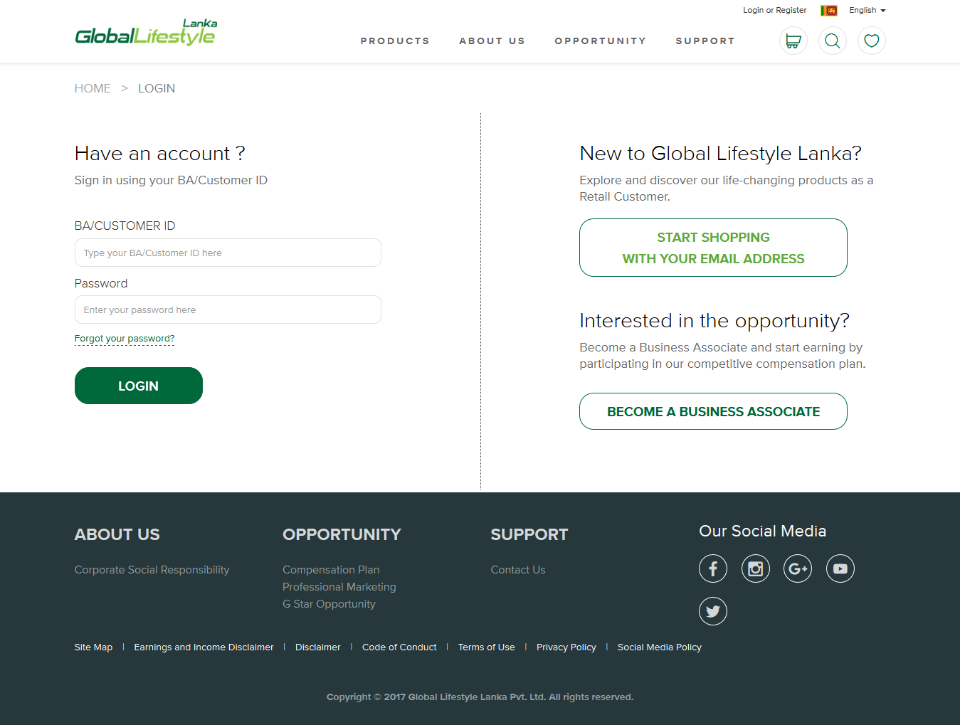 Login or Register English
Lanka
GlobalLifestyle
PRODUCTS ABOUT US OPPORTUNITY SUPPORT
HOME > LOGIN
Have an account ?
Sign in using your BA/Customer ID
BA/CUSTOMER ID
Type your BA/Customer ID here
Password
Enter your password here
Forgot your password?
LOGIN
New to Global Lifestyle Lanka?
Explore and discover our life-changing products as a
Retail Customer.
START SHOPPING
WITH YOUR EMAIL ADDRESS
Interested in the opportunity?
Become a Business Associate and start earning by
participating in our competitive compensation plan.
BECOME A BUSINESS ASSOCIATE
ABOUT US
Corporate Social Responsibility
OPPORTUNITY
Compensation Plan
Professional Marketing
G Star Opportunity
SUPPORT
Contact Us
Our Social Media
Site Map | Earnings and Income Disclaimer | Disclaimer | Code of Conduct | Terms of Use | Privacy Policy | Social Media Policy
Copyright © 2017 Global Lifestyle Lanka Pvt. Ltd. All rights reserved.